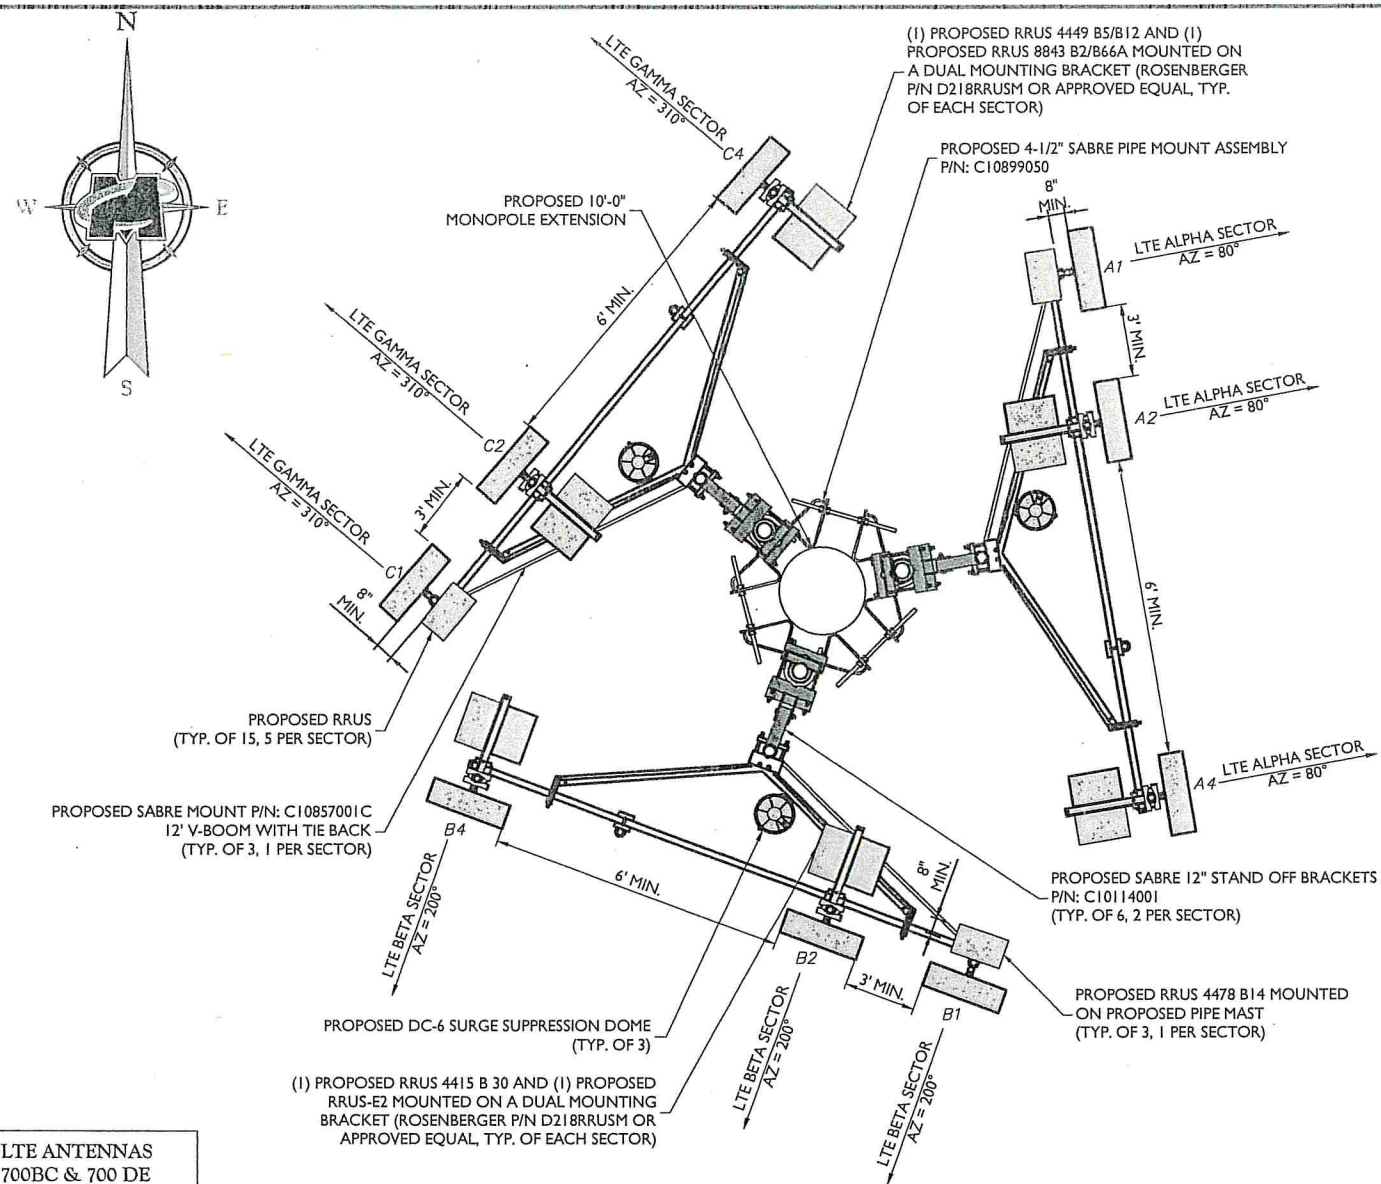 N
W
E
S
(1) PROPOSED RRUS 4449 B5/B12 AND (1)
PROPOSED RRUS 8843 B2/B66A MOUNTED ON
A DUAL MOUNTING BRACKET (ROSENBERGER
P/N D218RRUSM OR APPROVED EQUAL, TYP.
OF EACH SECTOR)
LTE GAMMA SECTOR
AZ = 310°
C4
PROPOSED 4-1/2" SABRE PIPE MOUNT ASSEMBLY
P/N: C10899050
PROPOSED 10'-0"
MONOPOLE EXTENSION
8"
MIN.
LTE ALPHA SECTOR
AZ = 80°
A1
6' MIN.
3' MIN.
LTE GAMMA SECTOR
AZ = 310°
C2
LTE ALPHA SECTOR
AZ = 80°
A2
LTE GAMMA SECTOR
AZ = 310°
C1
3' MIN.
8"
MIN.
6' MIN.
PROPOSED RRUS
(TYP. OF 15, 5 PER SECTOR)
LTE ALPHA SECTOR
AZ = 80°
A4
PROPOSED SABRE MOUNT P/N: C10857001C
12' V-BOOM WITH TIE BACK
(TYP. OF 3, 1 PER SECTOR)
B4
6' MIN.
8"
MIN.
PROPOSED SABRE 12" STAND OFF BRACKETS
P/N: C10114001
(TYP. OF 6, 2 PER SECTOR)
LTE BETA SECTOR
AZ = 200°
B2
3' MIN.
B1
PROPOSED RRUS 4478 B14 MOUNTED
ON PROPOSED PIPE MAST
(TYP. OF 3, 1 PER SECTOR)
PROPOSED DC-6 SURGE SUPPRESSION DOME
(TYP. OF 3)
LTE BETA SECTOR
AZ = 200°
LTE BETA SECTOR
AZ = 200°
(1) PROPOSED RRUS 4415 B 30 AND (1) PROPOSED
RRUS-E2 MOUNTED ON A DUAL MOUNTING
BRACKET (ROSENBERGER P/N D218RRUSM OR
APPROVED EQUAL, TYP. OF EACH SECTOR)
LTE ANTENNAS
700BC & 700 DE